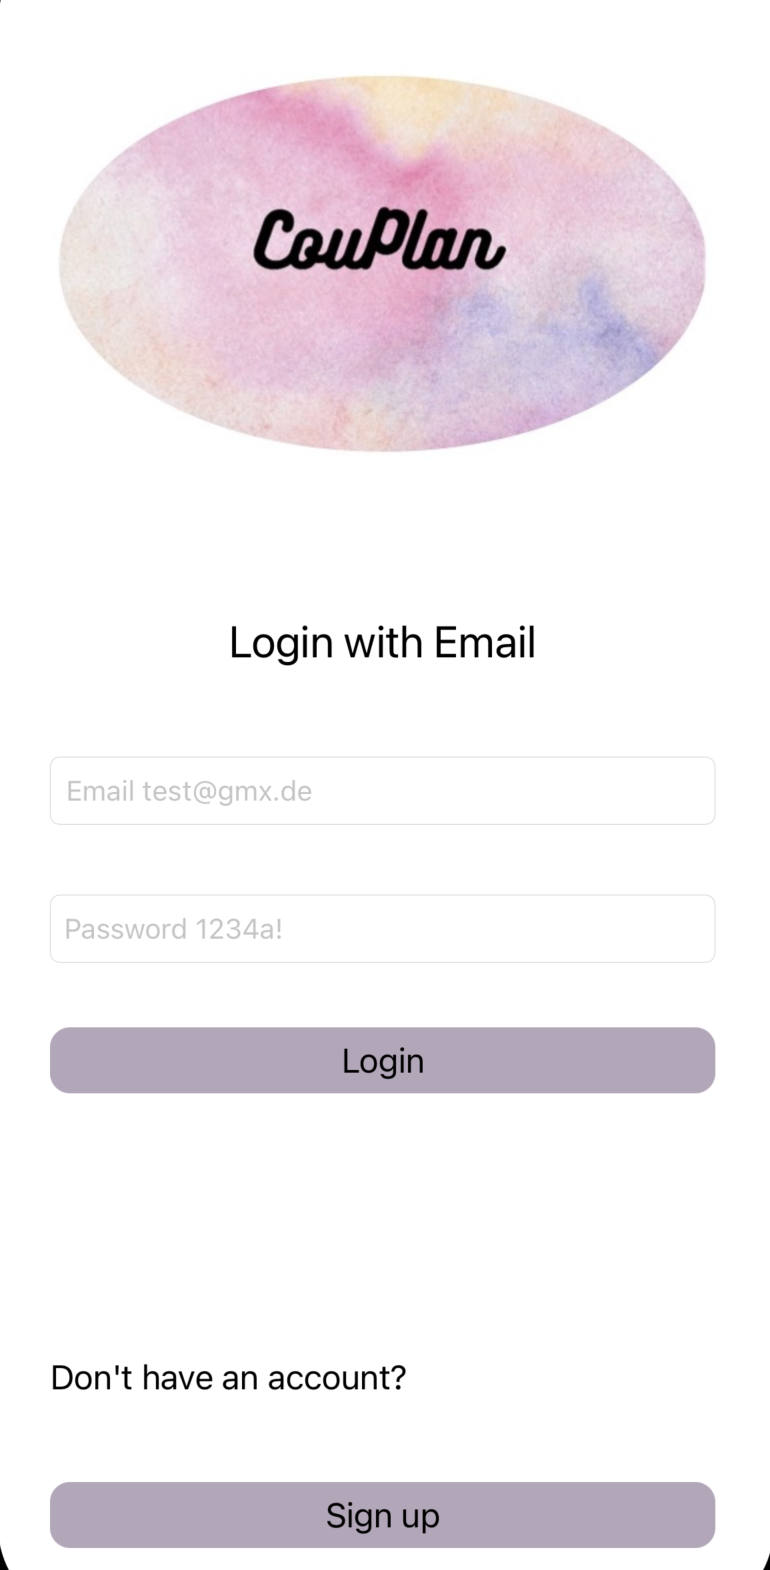 CouPlan
Login with Email
Email test@gmx.de
Password 1234a!
Login
Don't have an account?
Sign up